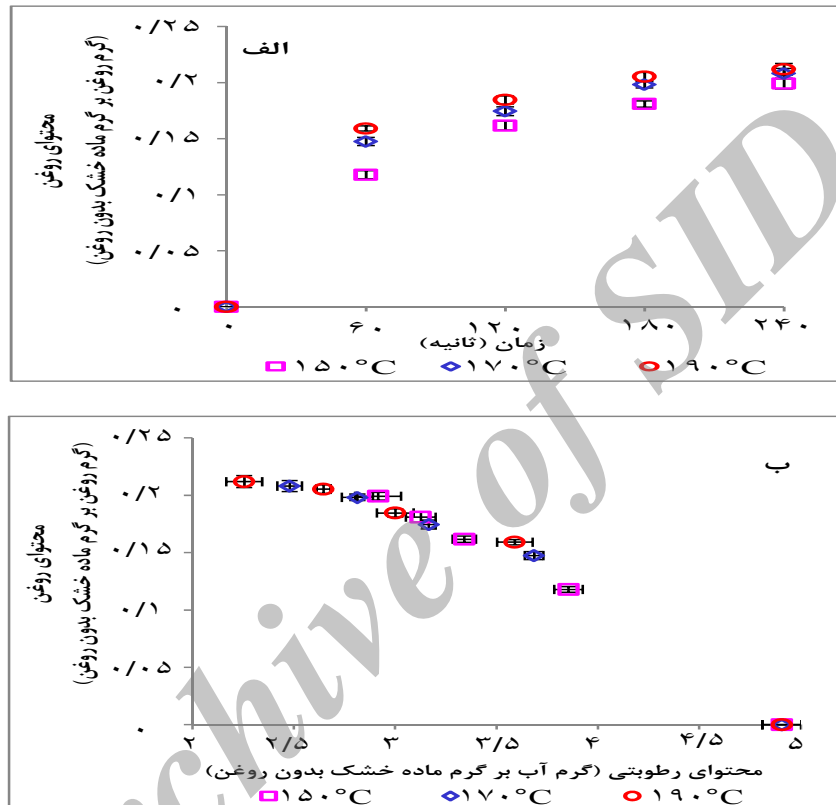 الف
محتوای روغن
(گرم روغن بر گرم ماده خشک بدون روغن)
۰/۲۵
۰/۲
۰/۱۵
۰/۱
۰/۰۵
۰
۰ ۶۰ ۱۲۰ ۱۸۰ ۲۴۰
زمان (ثانیه)
۱۵۰°C ۱۷۰°C ۱۹۰°C
ب
محتوای روغن
(گرم روغن بر گرم ماده خشک بدون روغن)
۰/۲۵
۰/۲
۰/۱۵
۰/۱
۰/۰۵
۰
۲ ۲/۵ ۳ ۳/۵ ۴ ۴/۵ ۵
محتوای رطوبتی (گرم آب بر گرم ماده خشک بدون روغن)
۱۵۰°C ۱۷۰°C ۱۹۰°C
Archive of SID